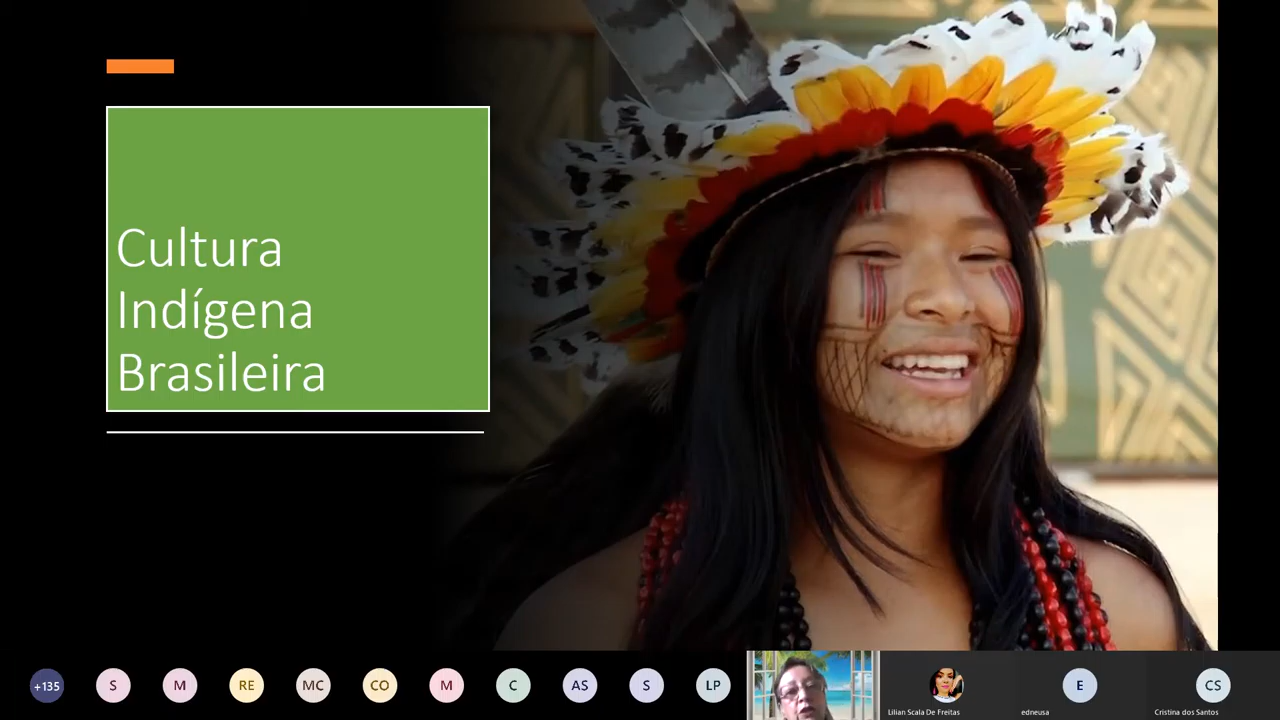 Cultura
Indígena
Brasileira
+135
S
M
RE
MC
CO
M
C
AS
S
LP
Lilian Scala De Freitas
E
edneusa
CS
Cristina dos Santos